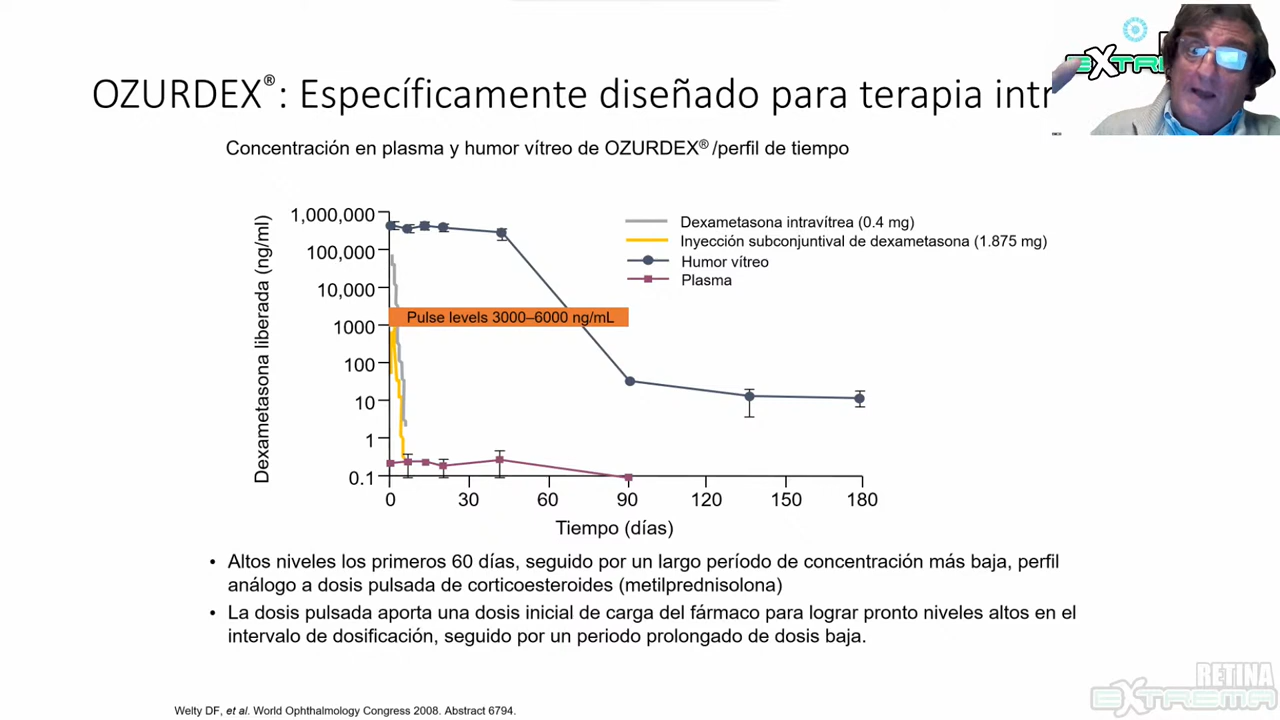 OZURDEX®: Específicamente diseñado para terapia intr
Concentración en plasma y humor vítreo de OZURDEX® /perfil de tiempo
Dexametasona liberada (ng/ml)
1,000,000
100,000
10,000
1000
100
10
1
0.1
Pulse levels 3000–6000 ng/mL
Dexametasona intravítrea (0.4 mg)
Inyección subconjuntival de dexametasona (1.875 mg)
Humor vítreo
Plasma
0 30 60 90 120 150 180
Tiempo (días)
• Altos niveles los primeros 60 días, seguido por un largo período de concentración más baja, perfil
análogo a dosis pulsada de corticoesteroides (metilprednisolona)
• La dosis pulsada aporta una dosis inicial de carga del fármaco para lograr pronto niveles altos en el
intervalo de dosificación, seguido por un periodo prolongado de dosis baja.
Welty DF, et al. World Ophthalmology Congress 2008. Abstract 6794.
RETINA
EXTREMA